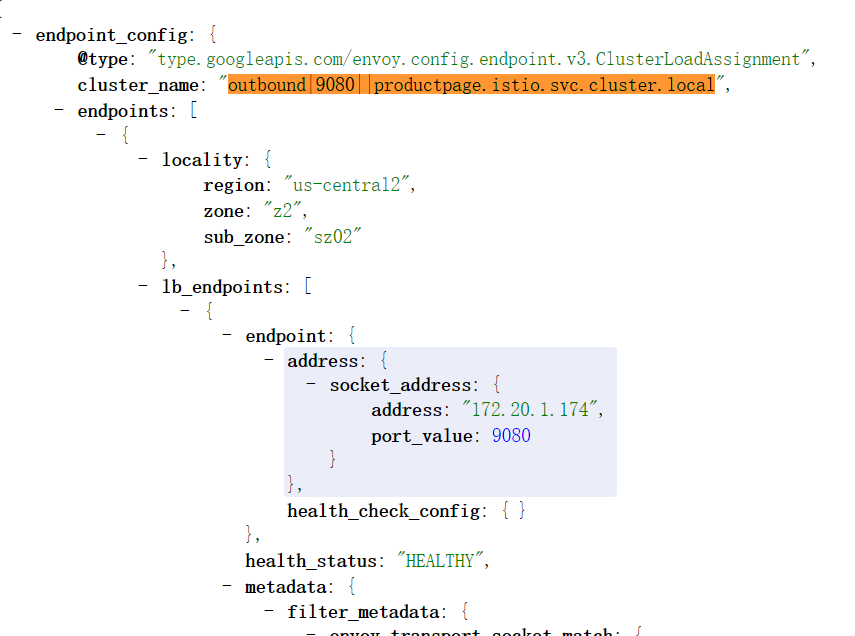 - endpoint_config: {
@type: "type.googleapis.com/envoy.config.endpoint.v3.ClusterLoadAssignment",
cluster_name: "outbound|9080||productpage.istio.svc.cluster.local",
- endpoints: [
- {
- locality: {
region: "us-central2",
zone: "z2",
sub_zone: "sz02"
},
- lb_endpoints: [
- {
- endpoint: {
- address: {
- socket_address: {
address: "172.20.1.174",
port_value: 9080
}
},
health_check_config: { }
},
health_status: "HEALTHY",
- metadata: {
- filter_metadata: {
- envoy.transport_socket_match: {